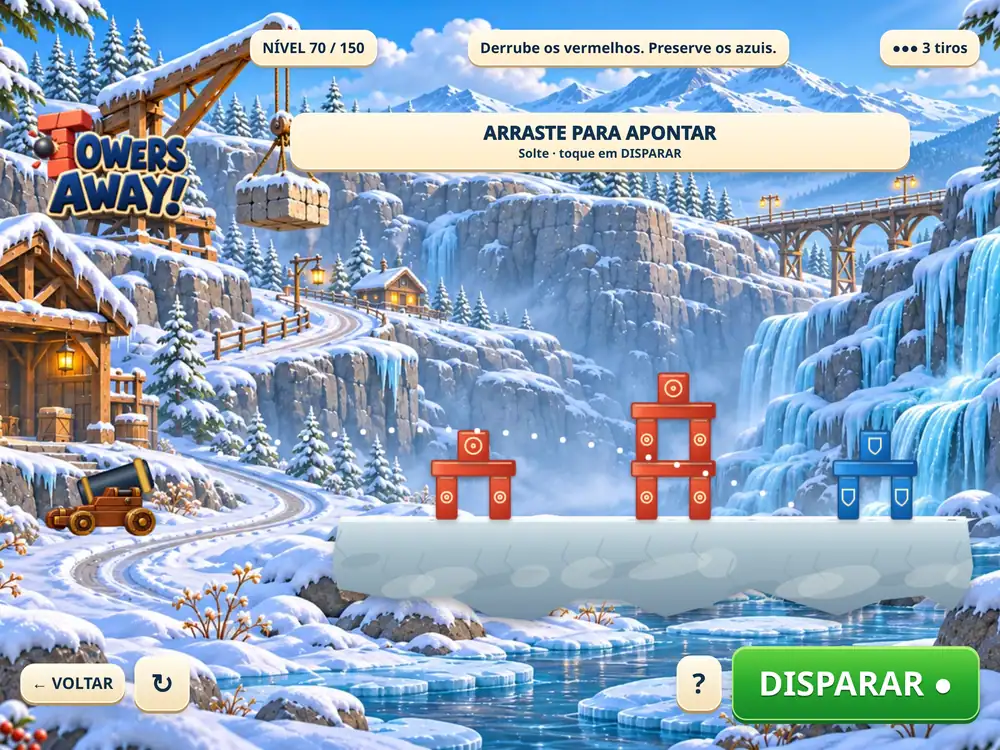 NÍVEL 70 / 150
Derrube os vermelhos. Preserve os azuis.
●●● 3 tiros
ARRASTE PARA APONTAR
Solte · toque em DISPARAR
TOWERS
AWAY!
← VOLTAR
↻
?
DISPARAR ●